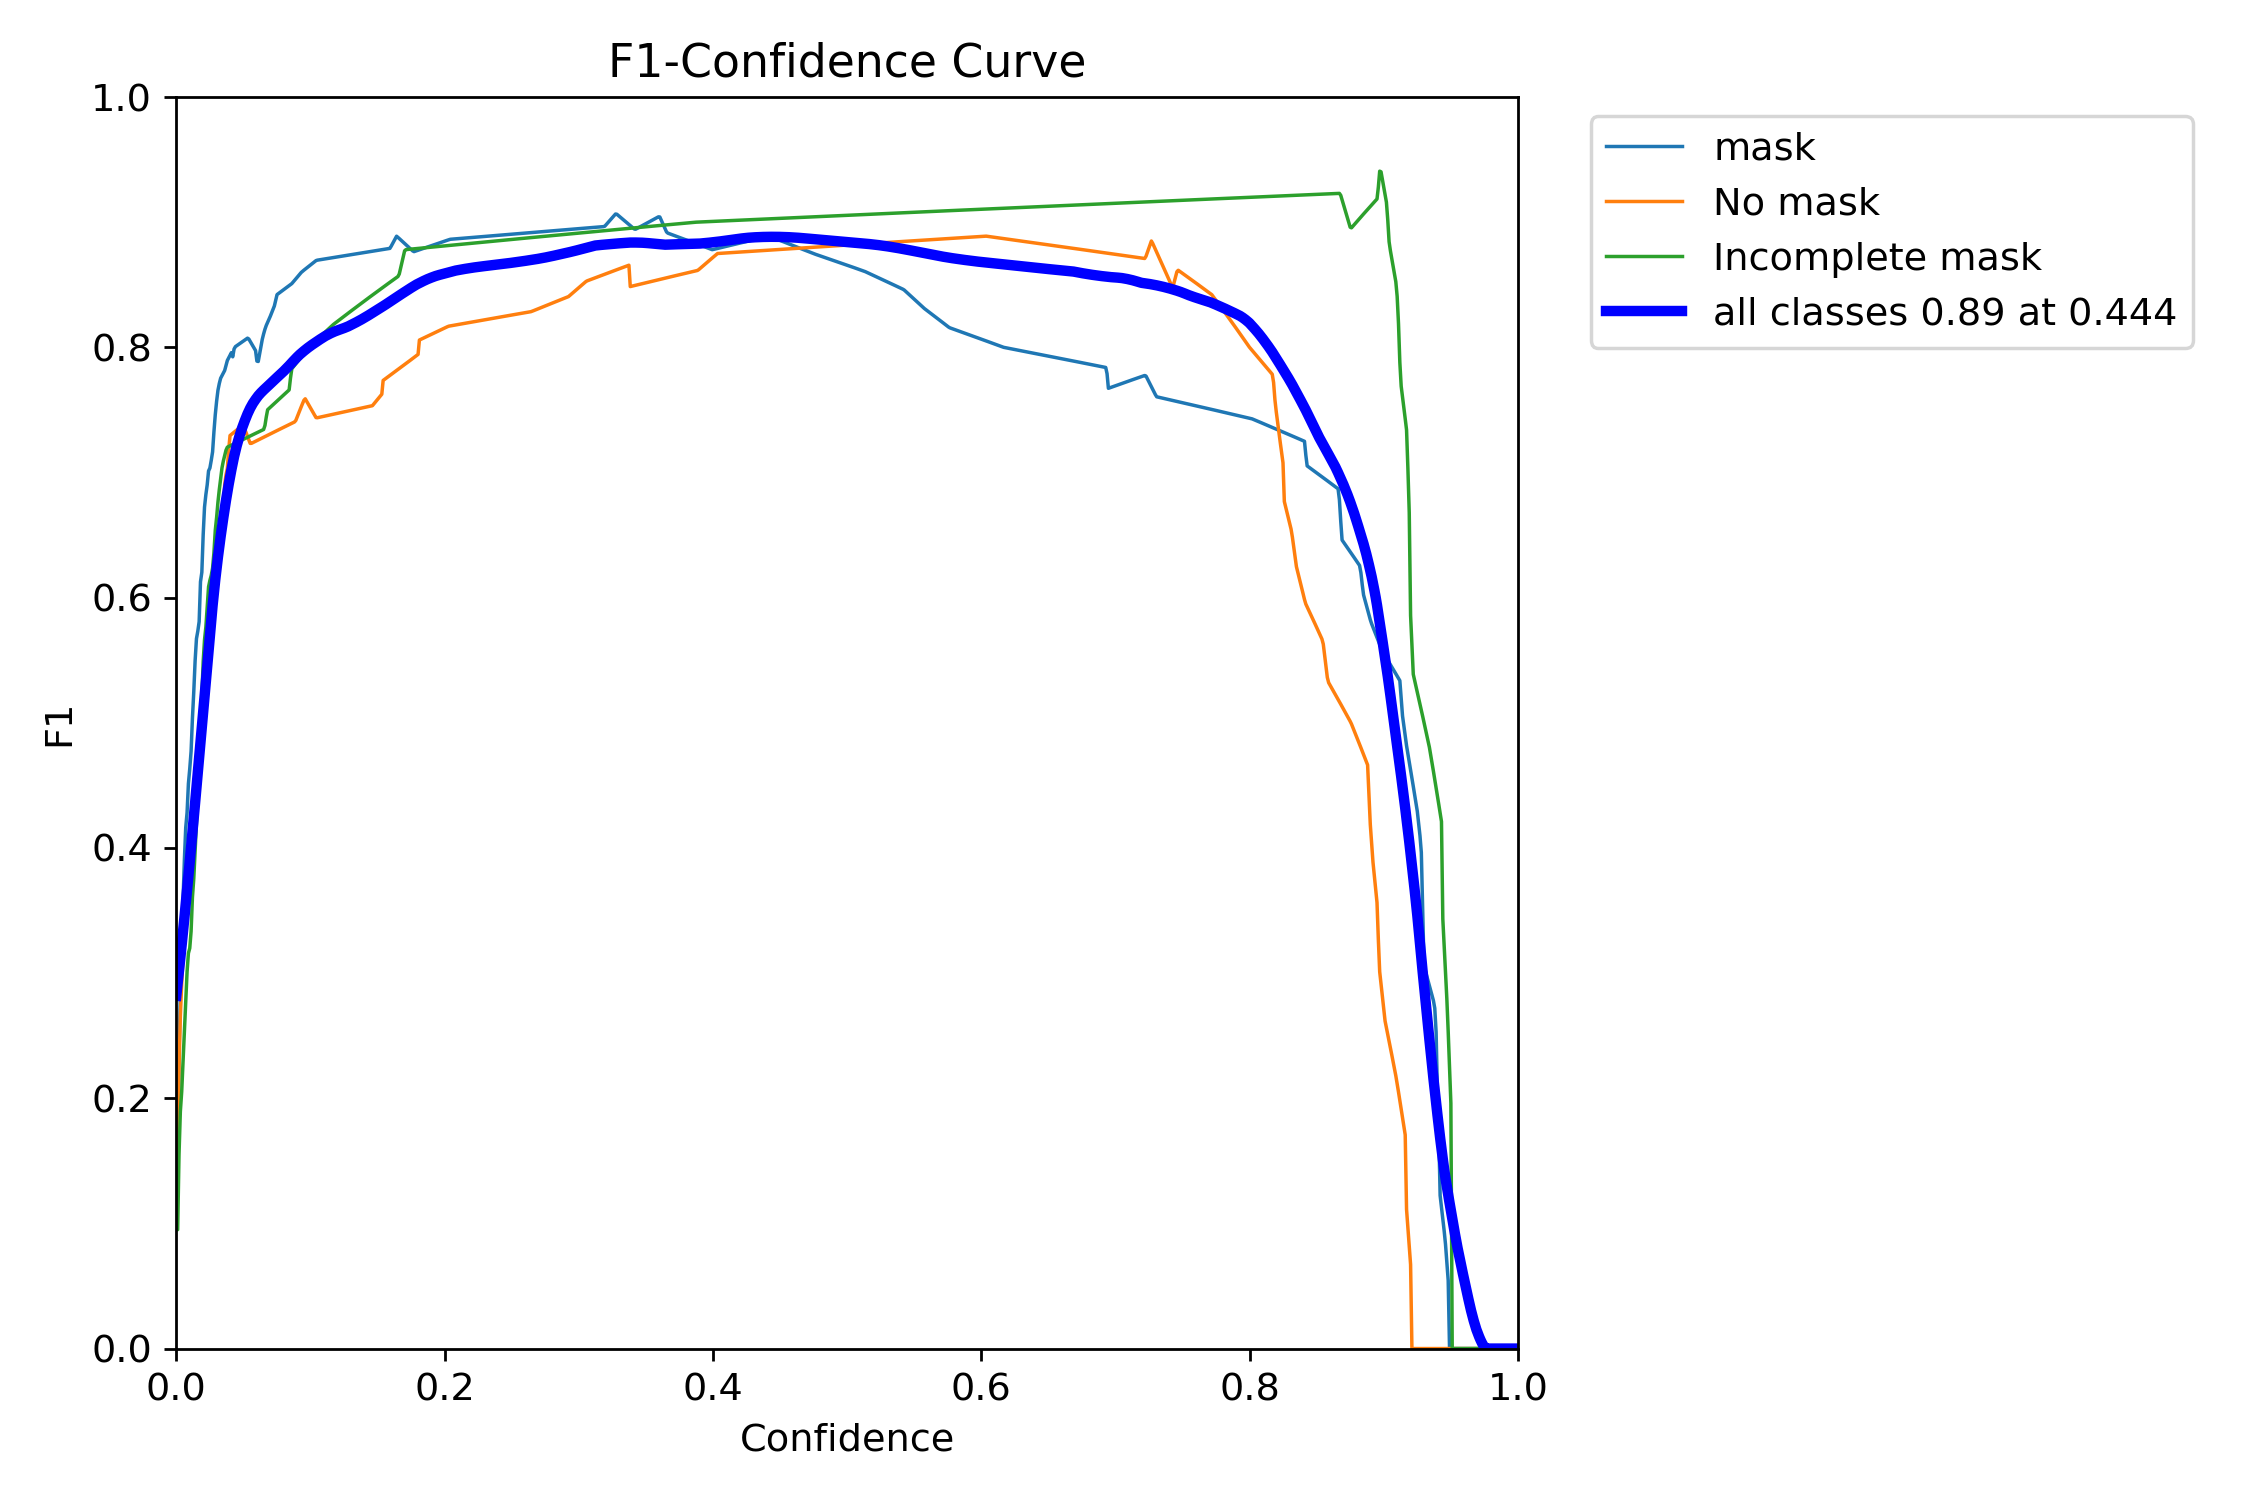 F1-Confidence Curve
1.0
0.8
0.6
0.4
0.2
0.0
F1
0.0 0.2 0.4 0.6 0.8 1.0
Confidence
mask
No mask
Incomplete mask
all classes 0.89 at 0.444